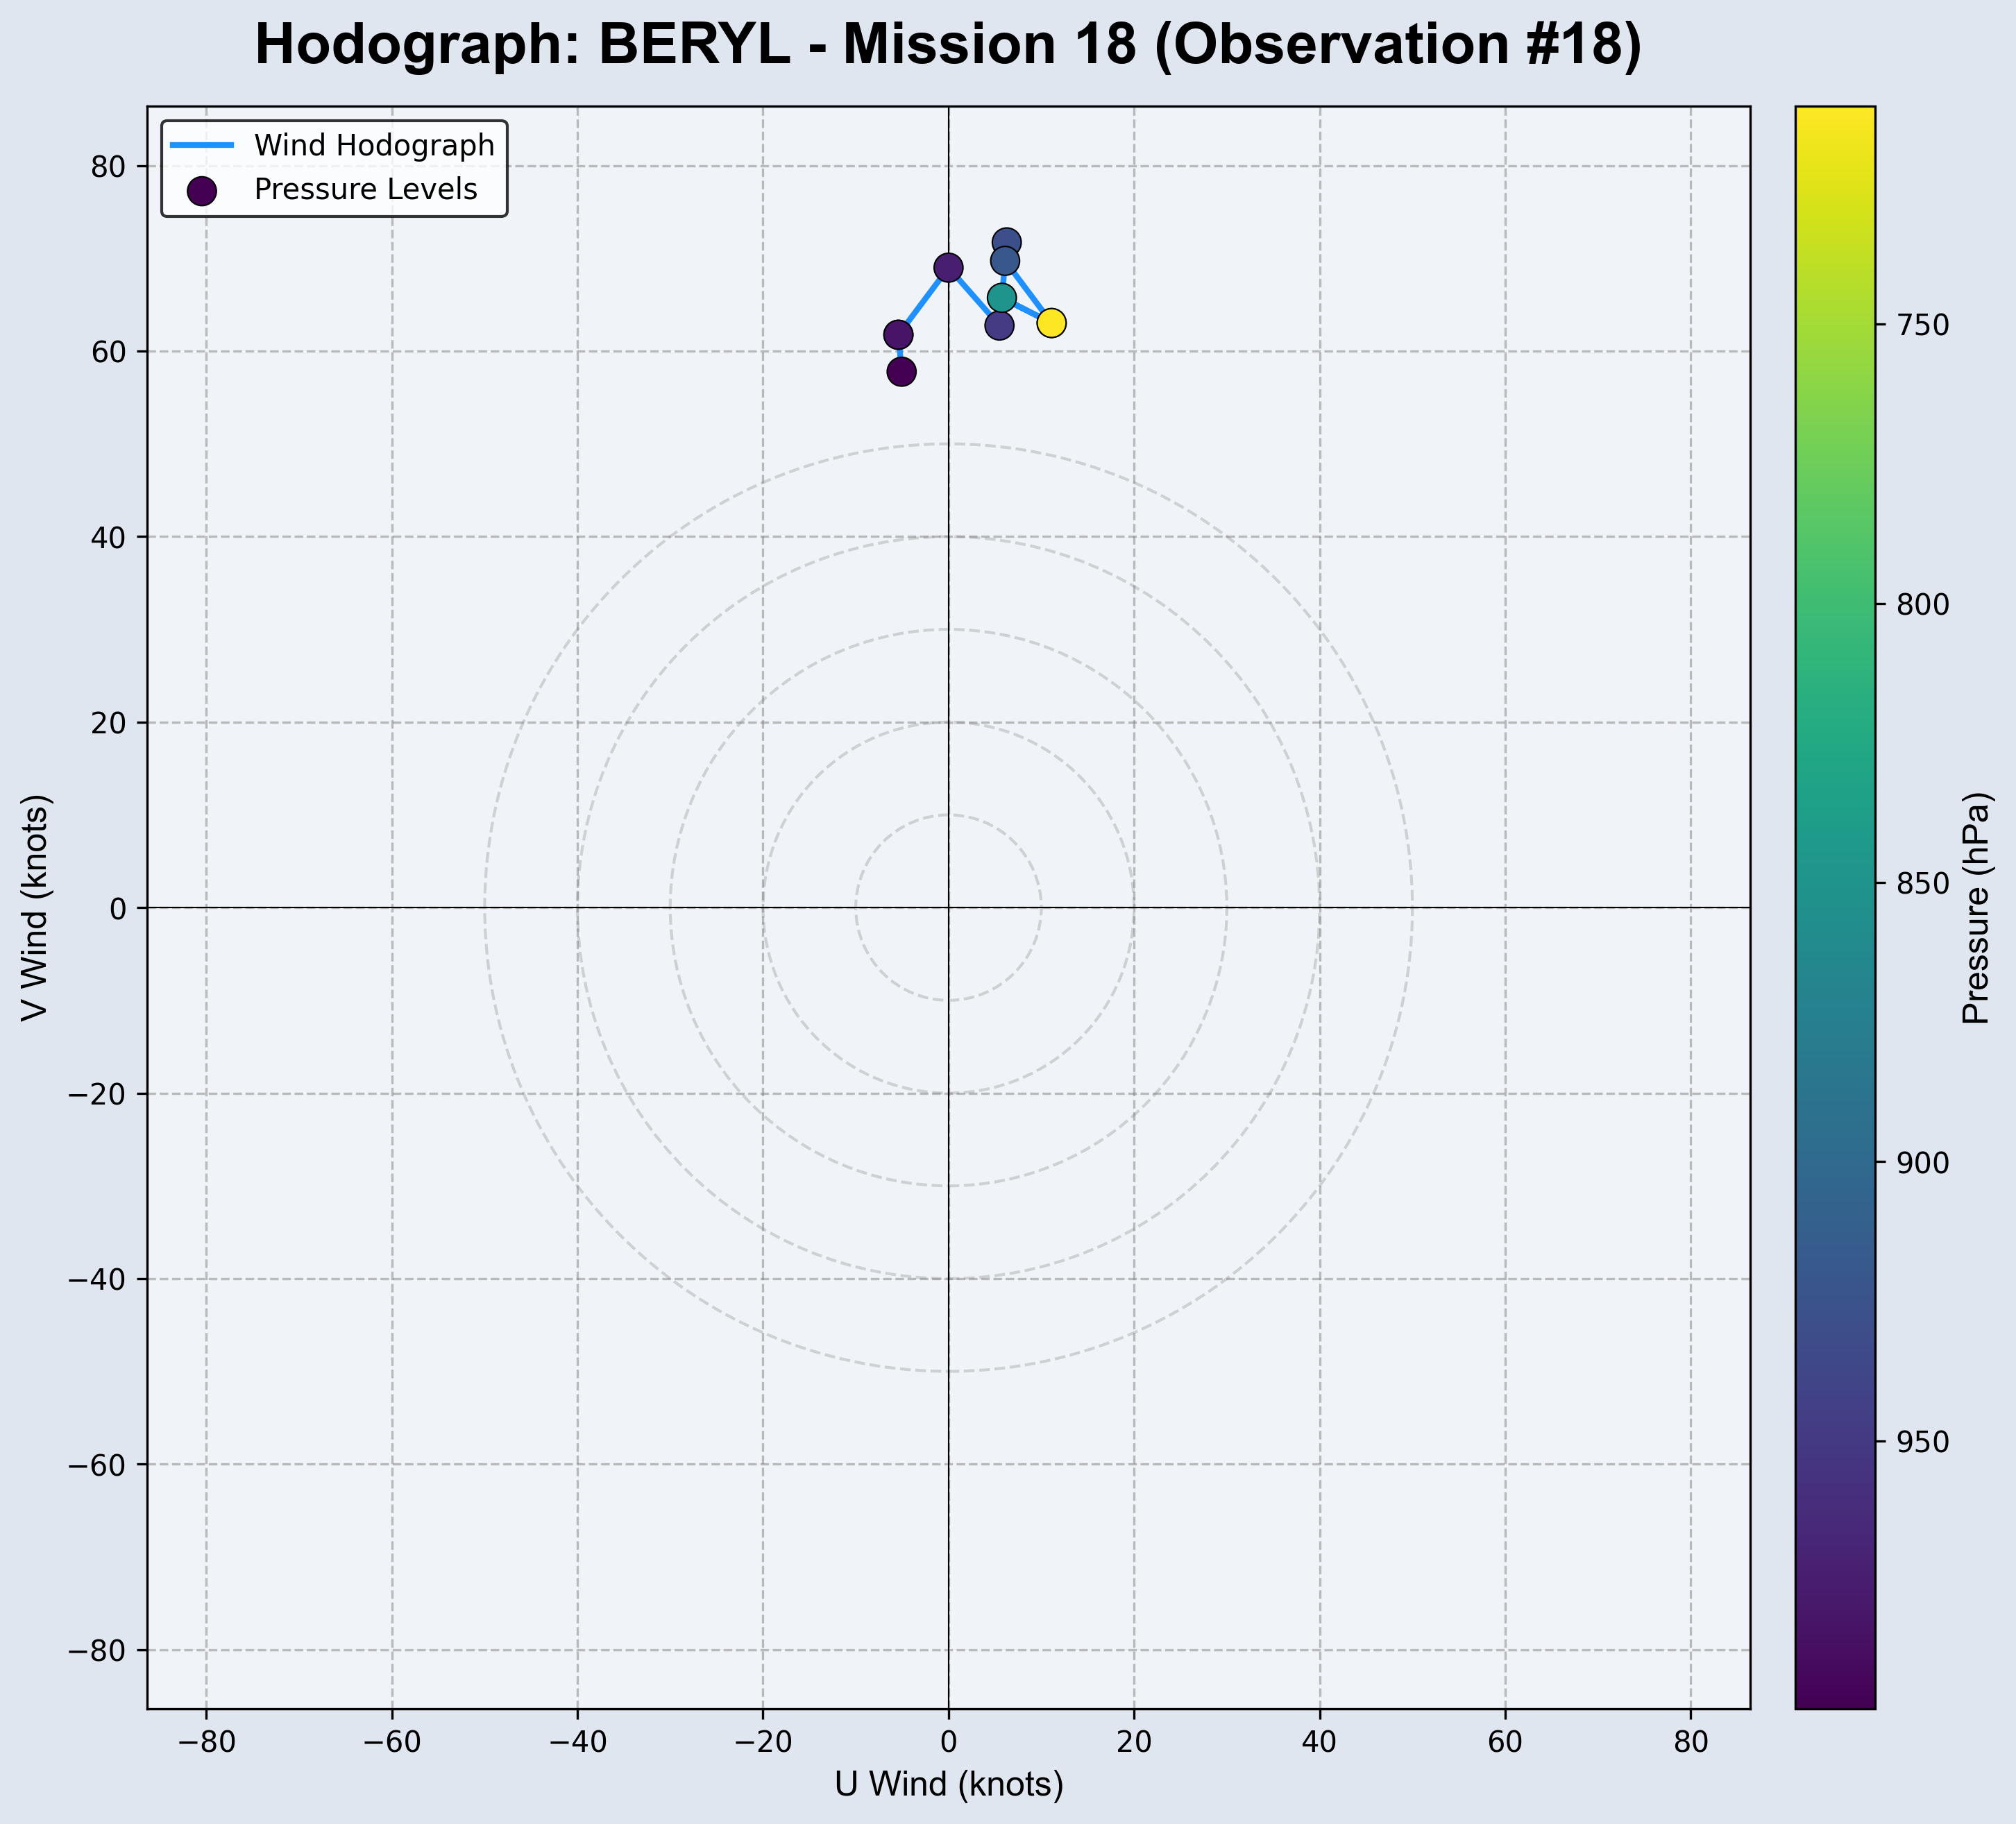 Hodograph: BERYL - Mission 18 (Observation #18)
Wind Hodograph
Pressure Levels
80
60
40
20
0
−20
−40
−60
−80
V Wind (knots)
−80 −60 −40 −20 0 20 40 60 80
U Wind (knots)
750
800
850
900
950
Pressure (hPa)